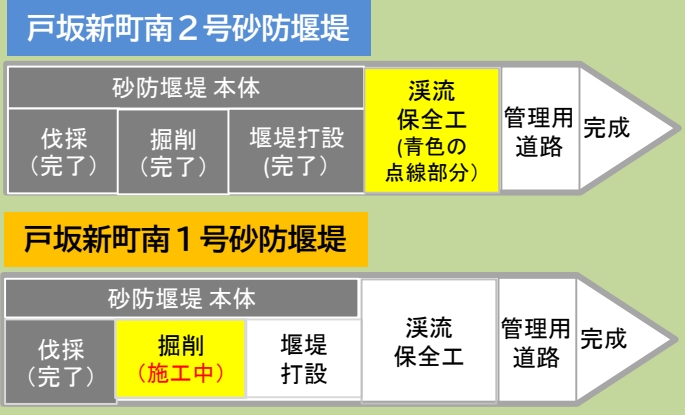 戸坂新町南２号砂防堰堤
砂防堰堤 本体
伐採
（完了）
掘削
（完了）
堰堤打設
(完了）
渓流
保全工
(青色の
点線部分）
管理用
道路
完成
戸坂新町南１号砂防堰堤
砂防堰堤 本体
伐採
（完了）
掘削
（施工中）
堰堤
打設
渓流
保全工
管理用
道路
完成